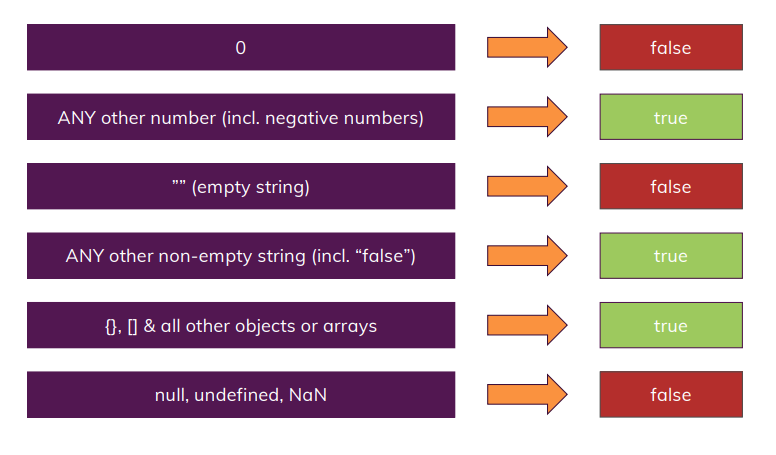 0
false
ANY other number (incl. negative numbers)
true
”” (empty string)
false
ANY other non-empty string (incl. “false”)
true
{}, [] & all other objects or arrays
true
null, undefined, NaN
false